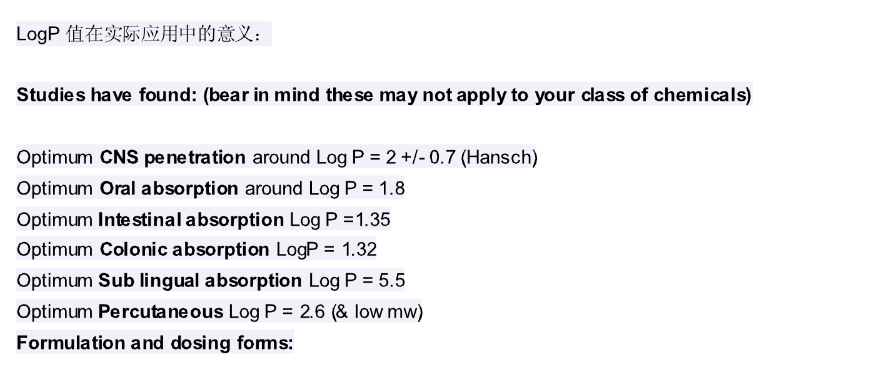 LogP 值在实际应用中的意义：
Studies have found: (bear in mind these may not apply to your class of chemicals)
Optimum CNS penetration around Log P = 2 +/- 0.7 (Hansch)
Optimum Oral absorption around Log P = 1.8
Optimum Intestinal absorption Log P =1.35
Optimum Colonic absorption LogP = 1.32
Optimum Sub lingual absorption Log P = 5.5
Optimum Percutaneous Log P = 2.6 (& low mw)
Formulation and dosing forms: